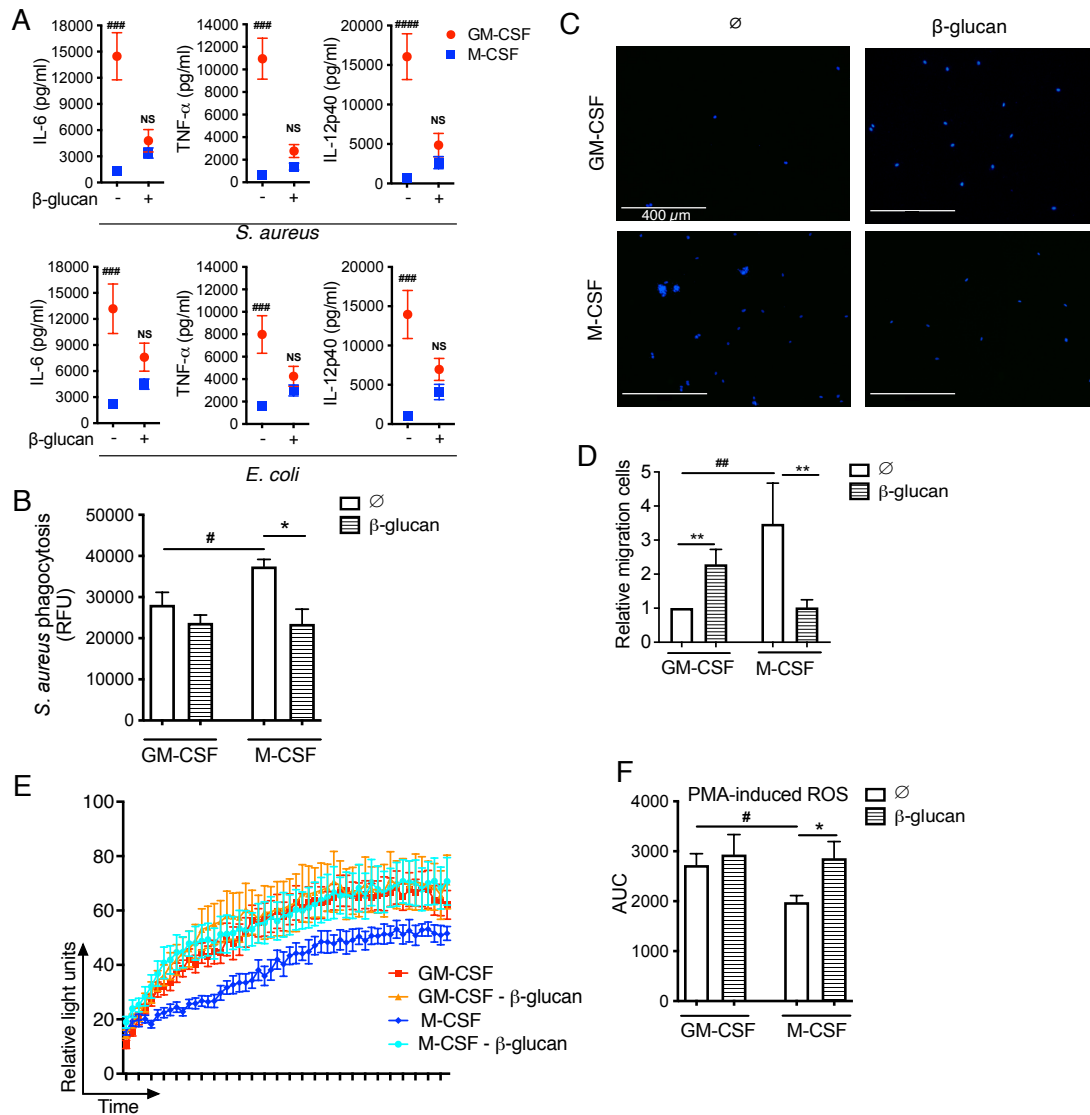 A
IL-6 (pg/ml)
18000
15000
12000
9000
6000
3000
0
###
NS
TNF-α (pg/ml)
14000
12000
10000
8000
6000
4000
2000
0
###
NS
IL-12p40 (pg/ml)
20000
15000
10000
5000
0
####
NS
GM-CSF
M-CSF
β-glucan
- +
- +
- +
S. aureus
IL-6 (pg/ml)
18000
15000
12000
9000
6000
3000
0
###
NS
TNF-α (pg/ml)
14000
12000
10000
8000
6000
4000
2000
0
###
NS
IL-12p40 (pg/ml)
20000
15000
10000
5000
0
###
NS
β-glucan
- +
- +
- +
E. coli
B
S. aureus phagocytosis
(RFU)
50000
40000
30000
20000
10000
0
#
*
∅
β-glucan
GM-CSF
M-CSF
C
∅
β-glucan
GM-CSF
400 µm
M-CSF
D
Relative migration cells
5
4
3
2
1
0
**
##
**
∅
β-glucan
GM-CSF
M-CSF
E
Relative light units
100
80
60
40
20
0
GM-CSF
GM-CSF - β-glucan
M-CSF
M-CSF - β-glucan
Time
F
PMA-induced ROS
AUC
4000
3000
2000
1000
0
#
*
∅
β-glucan
GM-CSF
M-CSF